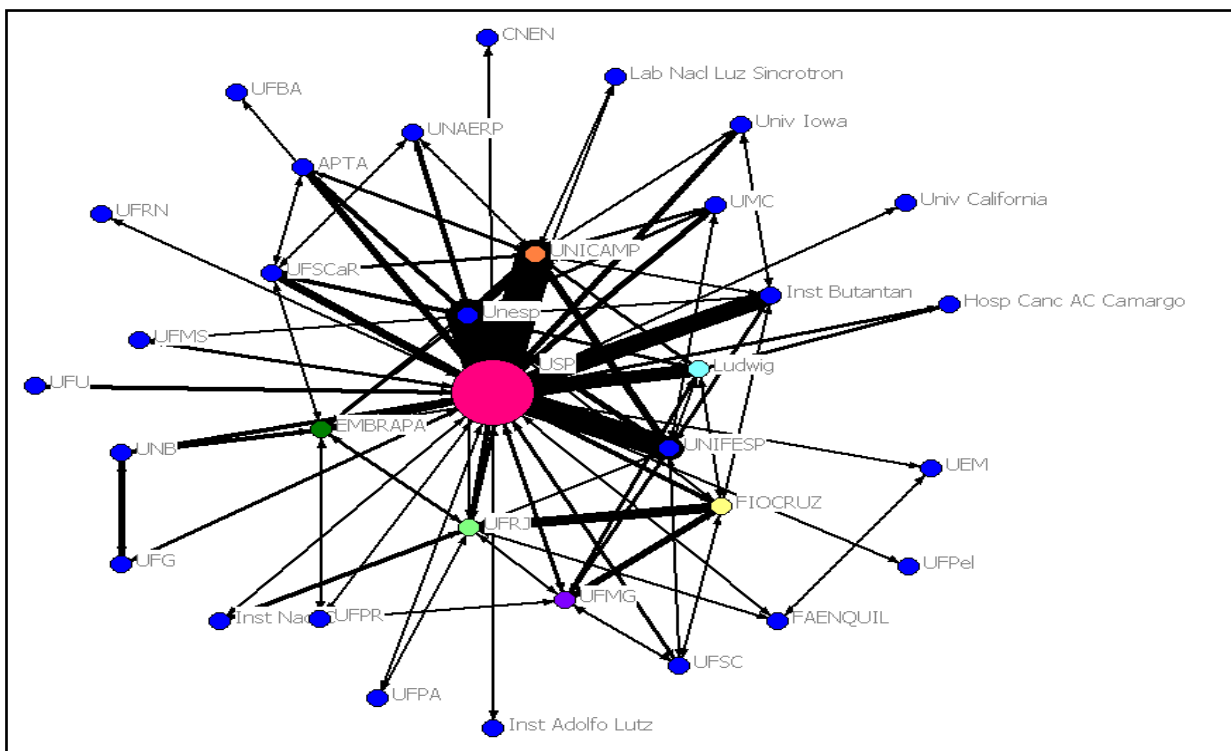 CNEN
Lab Nacl Luz Sincrotron
UFBA
UNAERP
Univ Iowa
APTA
UFRN
UMC
Univ California
UNICAMP
UFSCaR
Inst Butantan
Hosp Canc AC Camargo
Unesp
UFMS
USP
Ludwig
UFU
EMBRAPA
UNB
UNIFESP
UEM
FIOCRUZ
UFRJ
UFG
UFPel
UFMG
Inst Nac
UFPR
FAENQUIL
UFSC
UFPA
Inst Adolfo Lutz